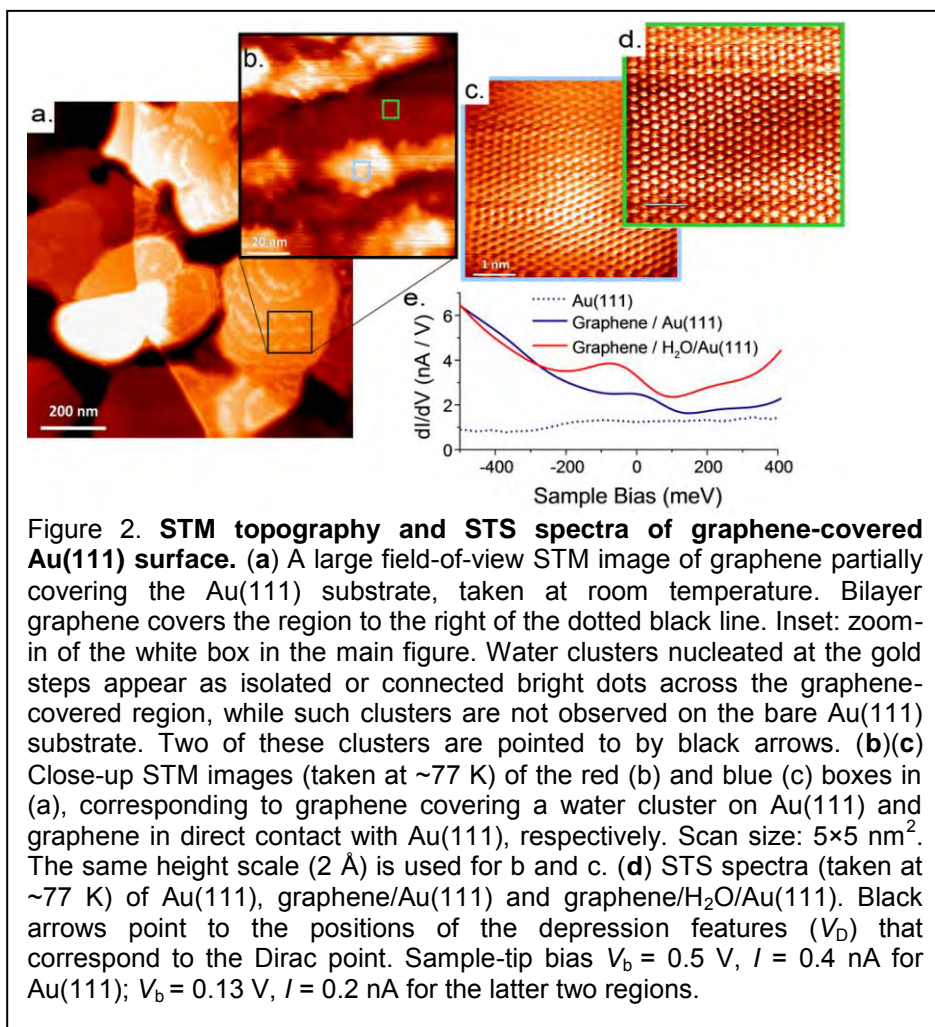 a.
200 nm
b.
20 nm
c.
1 nm
d.
e.
Au(111)
Graphene / Au(111)
Graphene / H₂O/Au(111)
dI/dV (nA / V)
6
4
2
0
-400
-200
0
200
400
Sample Bias (meV)
Figure 2. STM topography and STS spectra of graphene-covered
Au(111) surface. (a) A large field-of-view STM image of graphene partially
covering the Au(111) substrate, taken at room temperature. Bilayer
graphene covers the region to the right of the dotted black line. Inset: zoom-
in of the white box in the main figure. Water clusters nucleated at the gold
steps appear as isolated or connected bright dots across the graphene-
covered region, while such clusters are not observed on the bare Au(111)
substrate. Two of these clusters are pointed to by black arrows. (b)(c)
Close-up STM images (taken at ~77 K) of the red (b) and blue (c) boxes in
(a), corresponding to graphene covering a water cluster on Au(111) and
graphene in direct contact with Au(111), respectively. Scan size: 5×5 nm².
The same height scale (2 Å) is used for b and c. (d) STS spectra (taken at
~77 K) of Au(111), graphene/Au(111) and graphene/H₂O/Au(111). Black
arrows point to the positions of the depression features (V_D) that
correspond to the Dirac point. Sample-tip bias V_b = 0.5 V, I = 0.4 nA for
Au(111); V_b = 0.13 V, I = 0.2 nA for the latter two regions.